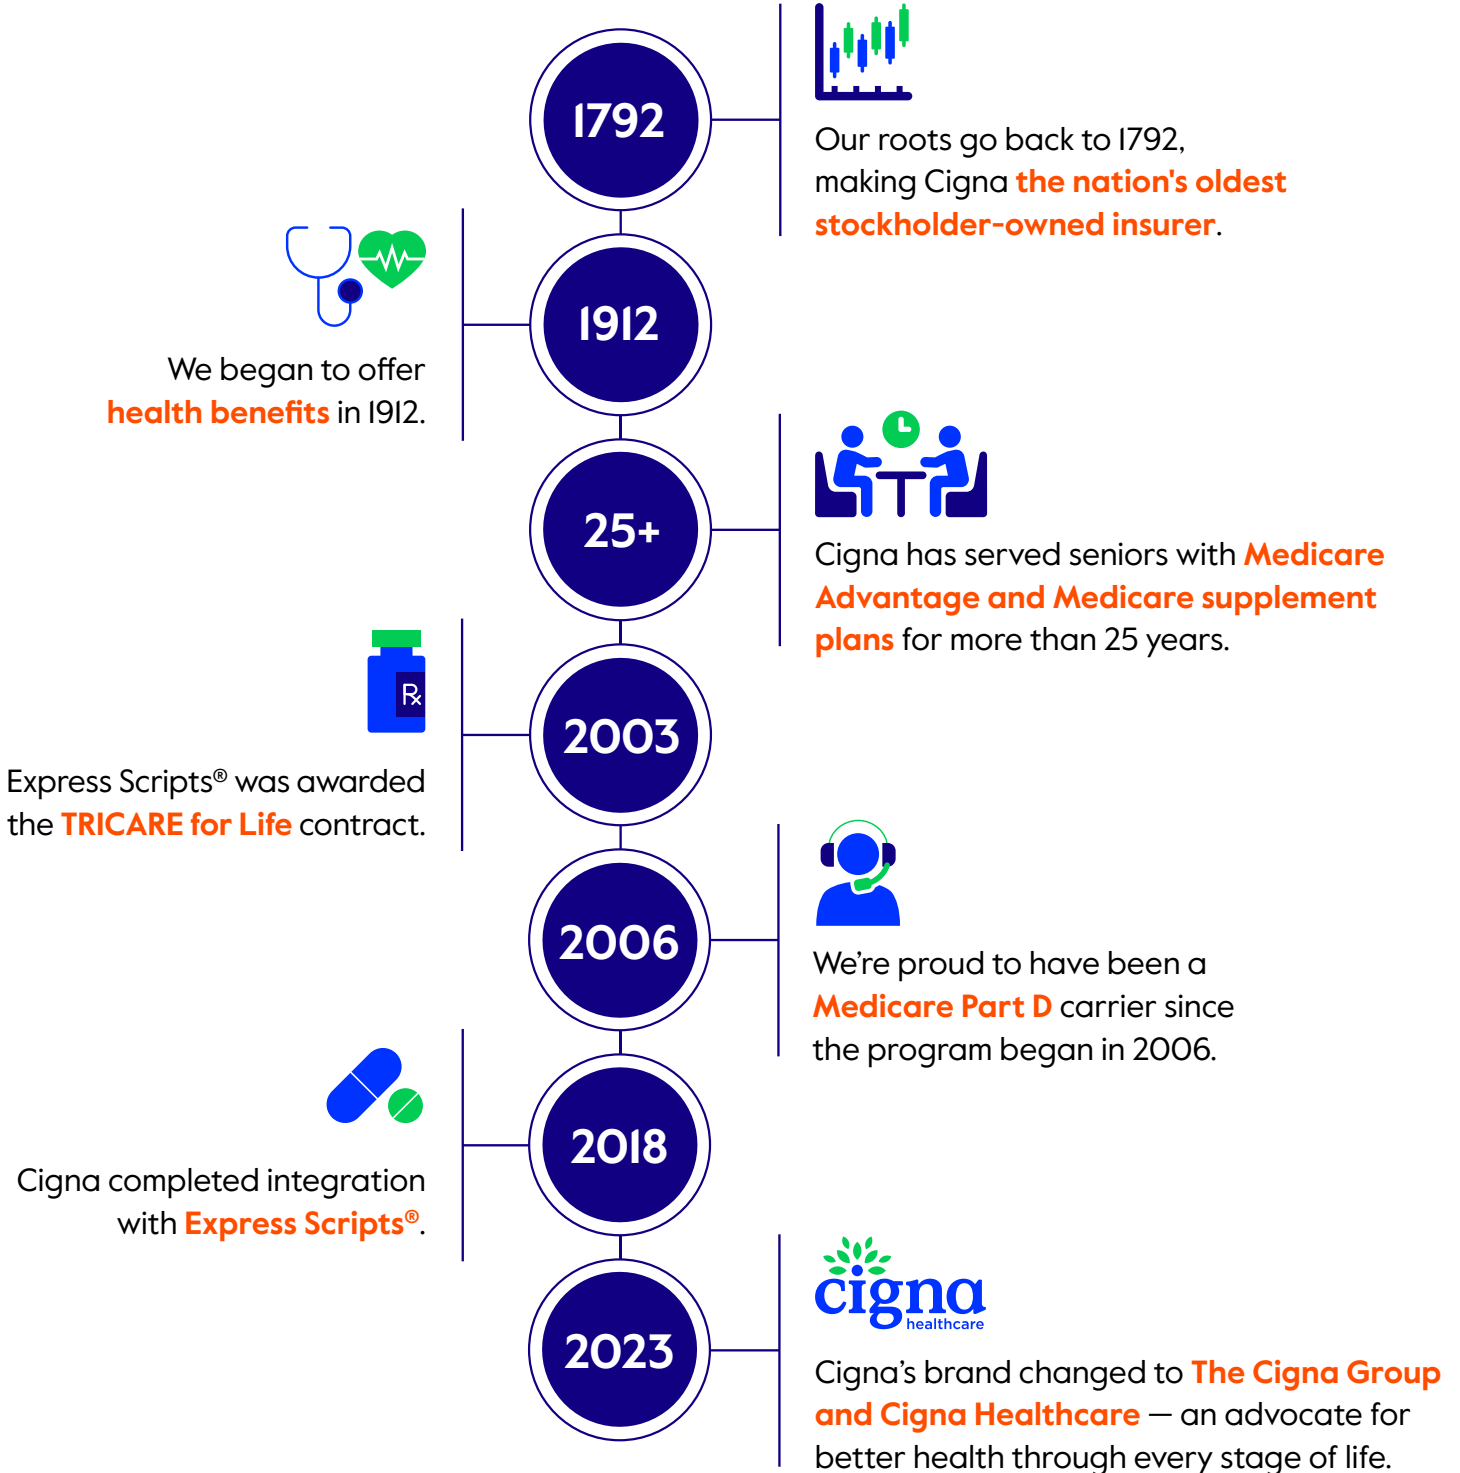 1792
Our roots go back to 1792,
making Cigna the nation's oldest
stockholder-owned insurer.
1912
We began to offer
health benefits in 1912.
25+
Cigna has served seniors with Medicare
Advantage and Medicare supplement
plans for more than 25 years.
2003
Rx
Express Scripts® was awarded
the TRICARE for Life contract.
2006
We’re proud to have been a
Medicare Part D carrier since
the program began in 2006.
2018
Cigna completed integration
with Express Scripts®.
2023
cigna
healthcare
Cigna’s brand changed to The Cigna Group
and Cigna Healthcare — an advocate for
better health through every stage of life.